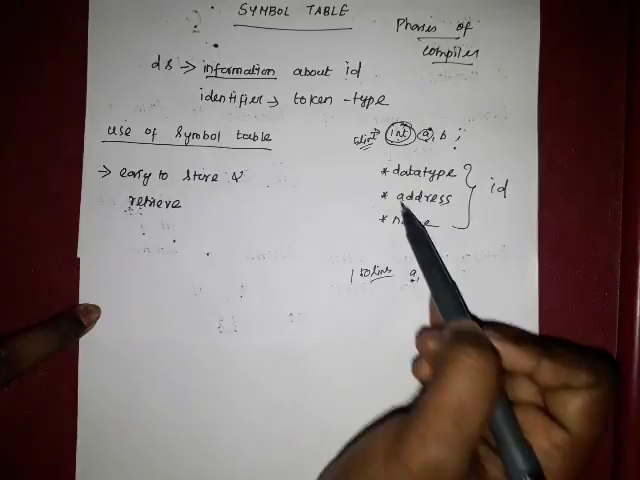 SYMBOL TABLE
Phases of
compiler
ds → information about id
identifier → token - type
use of symbol table
int a, b ;
→ easy to store &
retrieve
* datatype
* address
*
id
a,